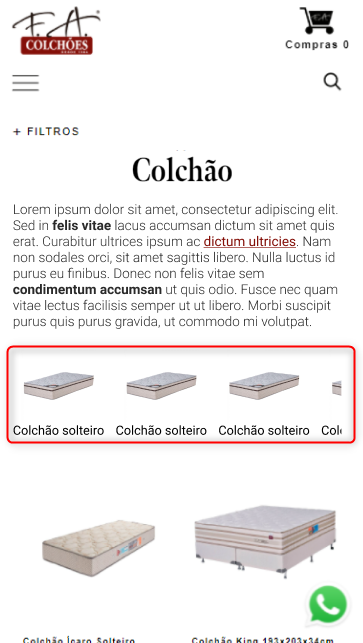 F.A.
COLCHÕES
Compras 0
+ FILTROS
Colchão
Lorem ipsum dolor sit amet, consectetur adipiscing elit.
Sed in felis vitae lacus accumsan dictum sit amet quis
erat. Curabitur ultrices ipsum ac dictum ultricies. Nam
non sodales orci, sit amet sagittis libero. Nulla luctus id
purus eu finibus. Donec non felis vitae sem
condimentum accumsan ut quis odio. Fusce nec quam
vitae lectus facilisis semper ut ut libero. Morbi suscipit
purus quis purus gravida, ut commodo mi volutpat.
Colchão solteiro Colchão solteiro Colchão solteiro Colc
Colchão Ícaro Solteiro Colchão King 193x203x34cm